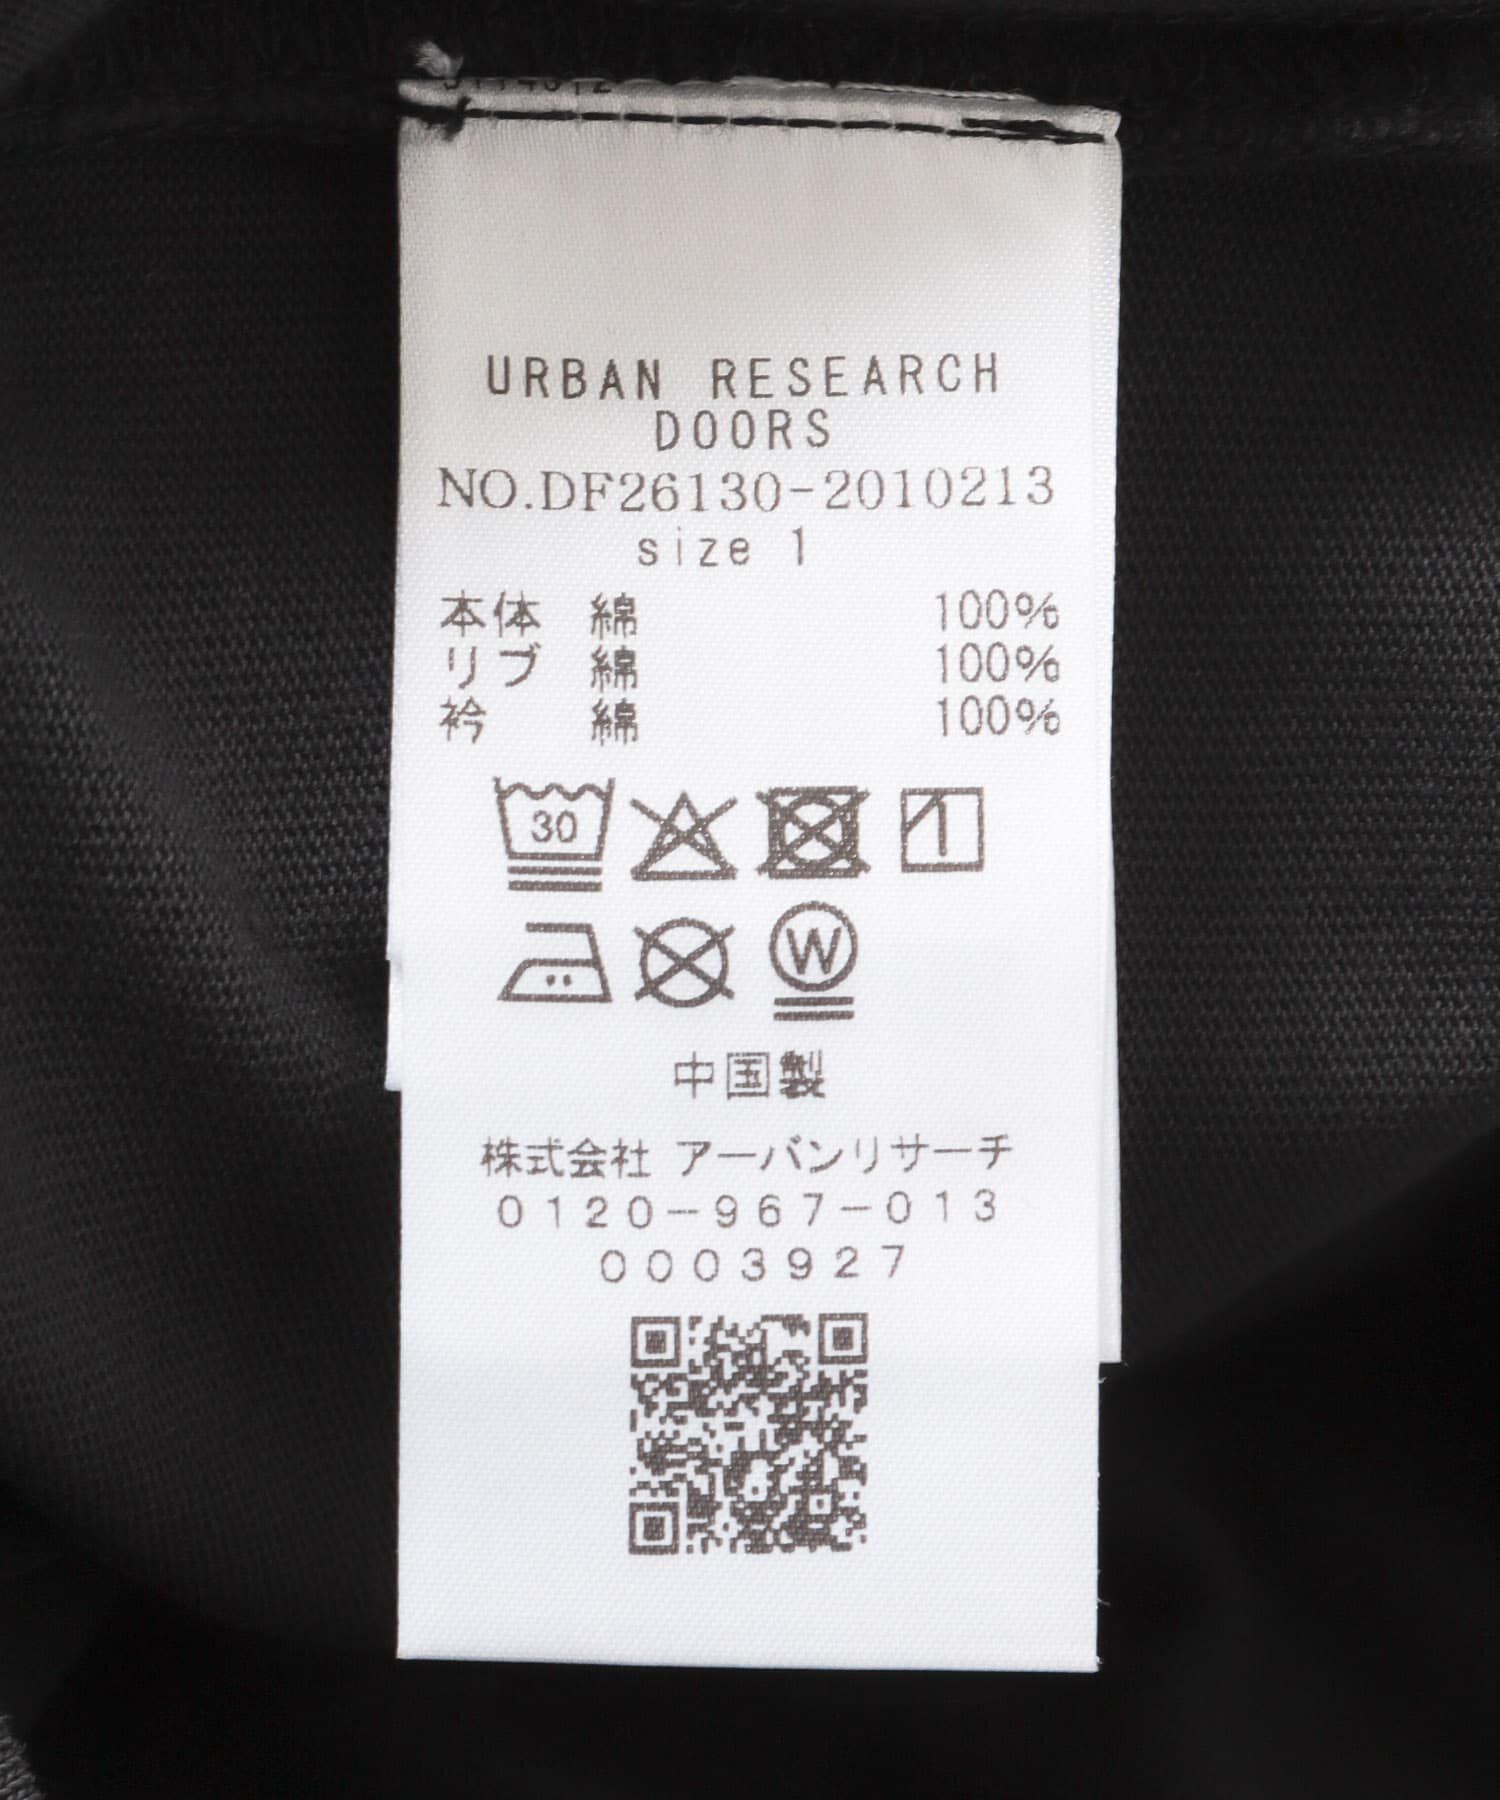 URBAN RESEARCH
DOORS
NO.DF26130-2010213
size 1
本体 綿 100%
リブ 綿 100%
衿 綿 100%
30
W
中国製
株式会社 アーバンリサーチ
0120-967-013
0003927